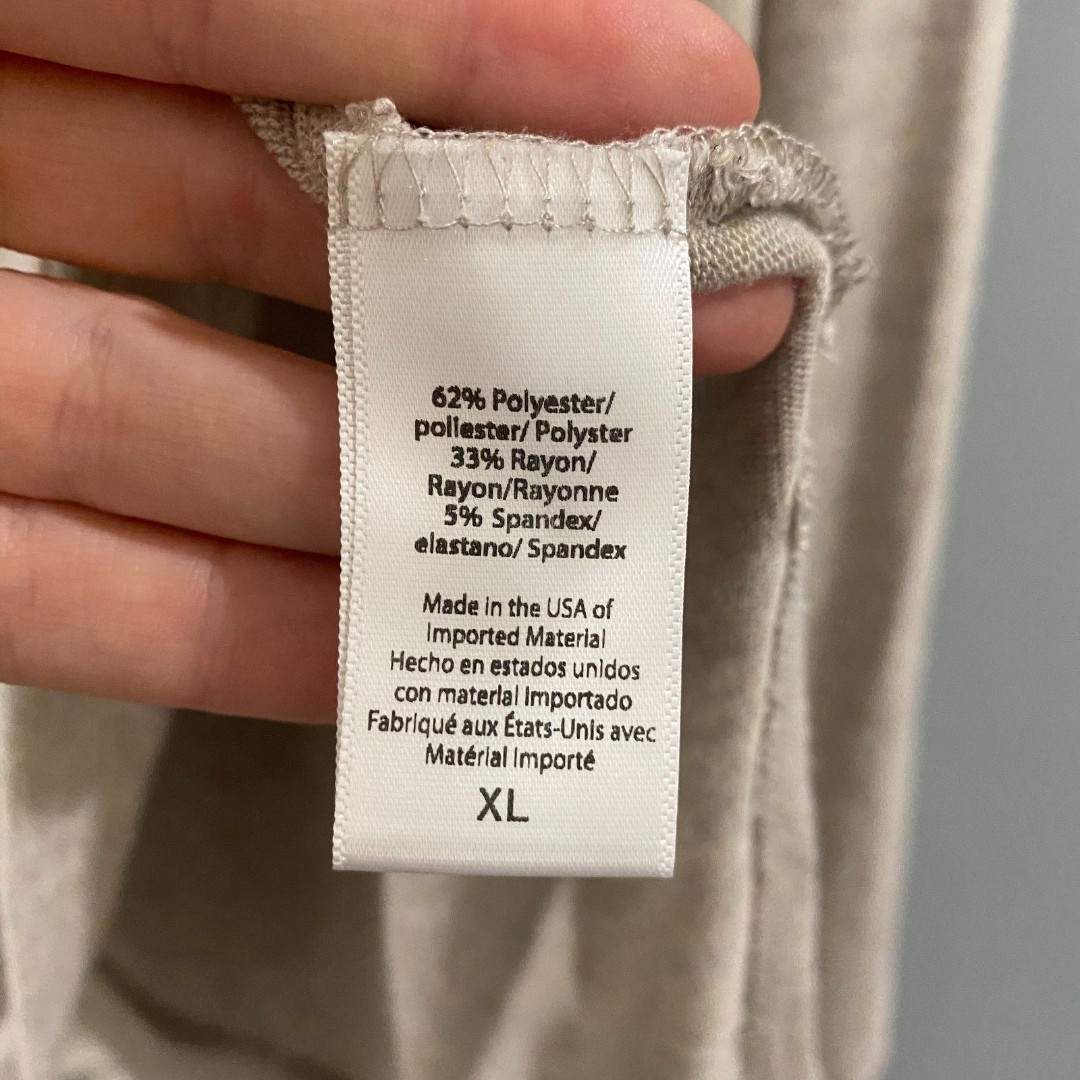 62% Polyester/
poliester/ Polyster
33% Rayon/
Rayon/Rayonne
5% Spandex/
elastano/ Spandex
Made in the USA of
Imported Material
Hecho en estados unidos
con material Importado
Fabriqué aux États-Unis avec
Matérial Importé
XL